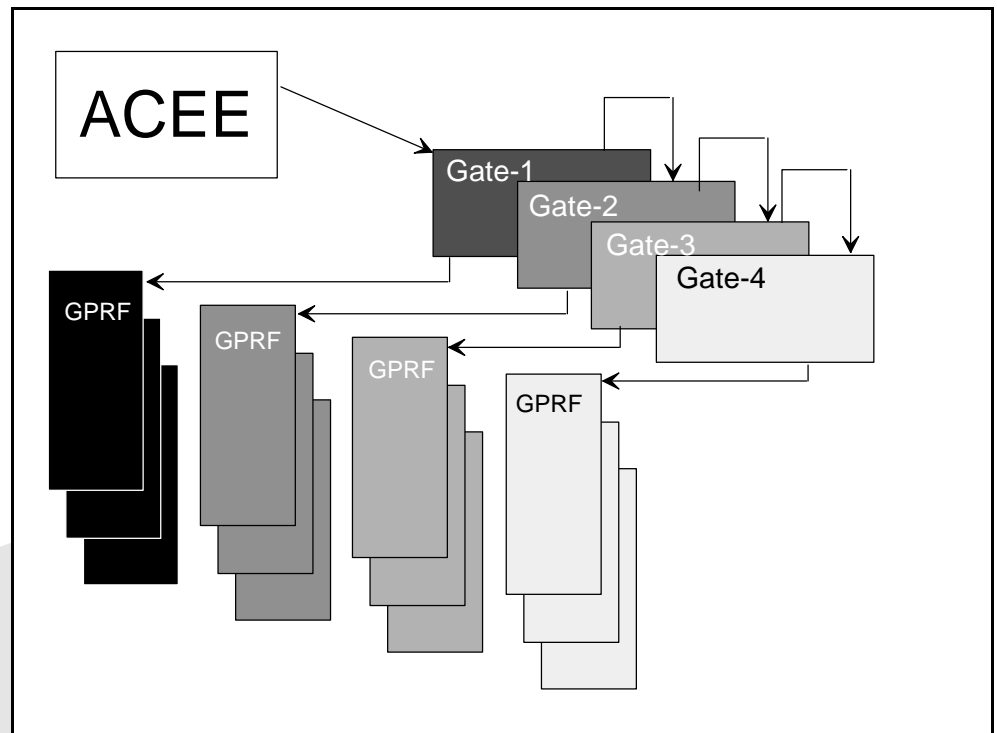 ACEE
Gate-1
Gate-2
Gate-3
Gate-4
GPRF
GPRF
GPRF
GPRF